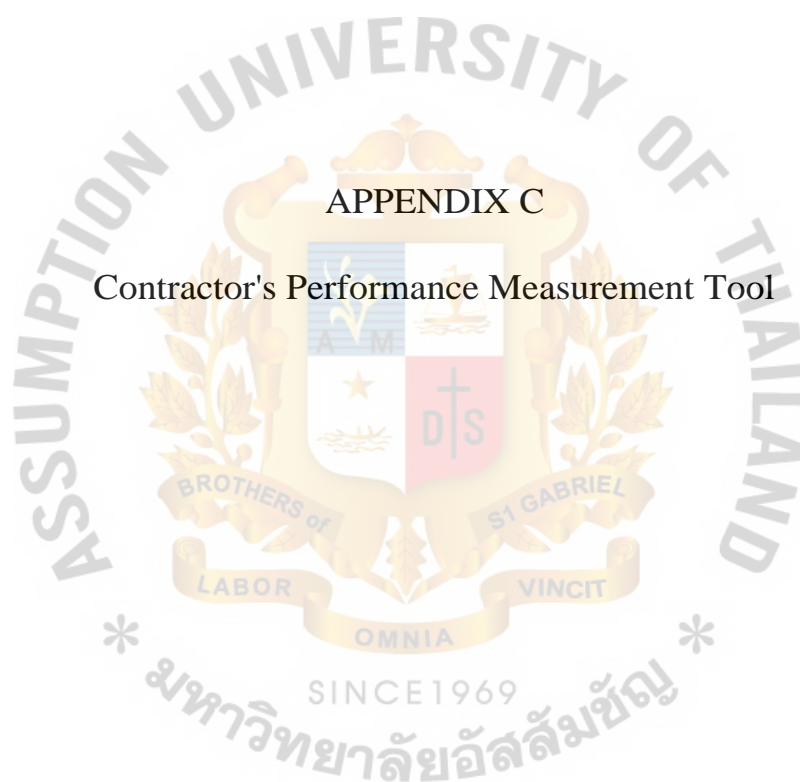 ASSUMPTION UNIVERSITY OF THAILAND
APPENDIX C
Contractor's Performance Measurement Tool
A M
D S
BROTHERS of
S1 GABRIEL
LABOR
VINCIT
OMNIA
SINCE1969
* มหาวิทยาลัยอัสสัมชัญ *